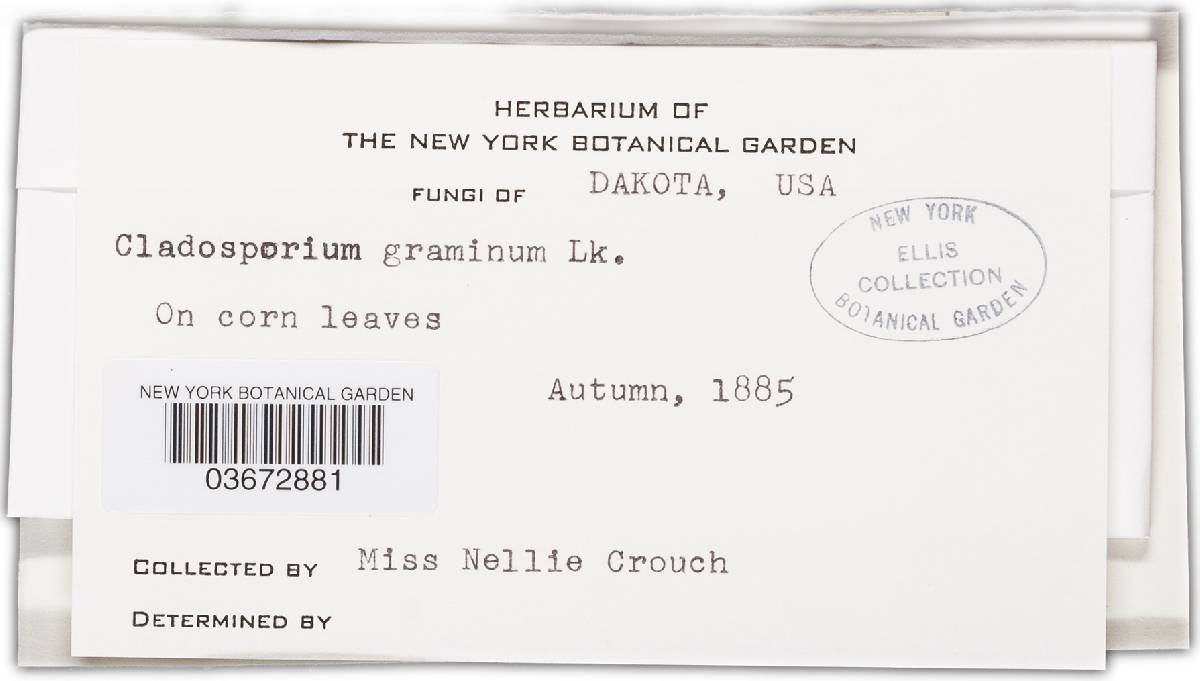 HERBARIUM OF
THE NEW YORK BOTANICAL GARDEN
FUNGI OF DAKOTA, USA
Cladosporium graminum Lk.
On corn leaves
NEW YORK
ELLIS
COLLECTION
BOTANICAL GARDEN
Autumn, 1885
NEW YORK BOTANICAL GARDEN
03672881
COLLECTED BY Miss Nellie Crouch
DETERMINED BY